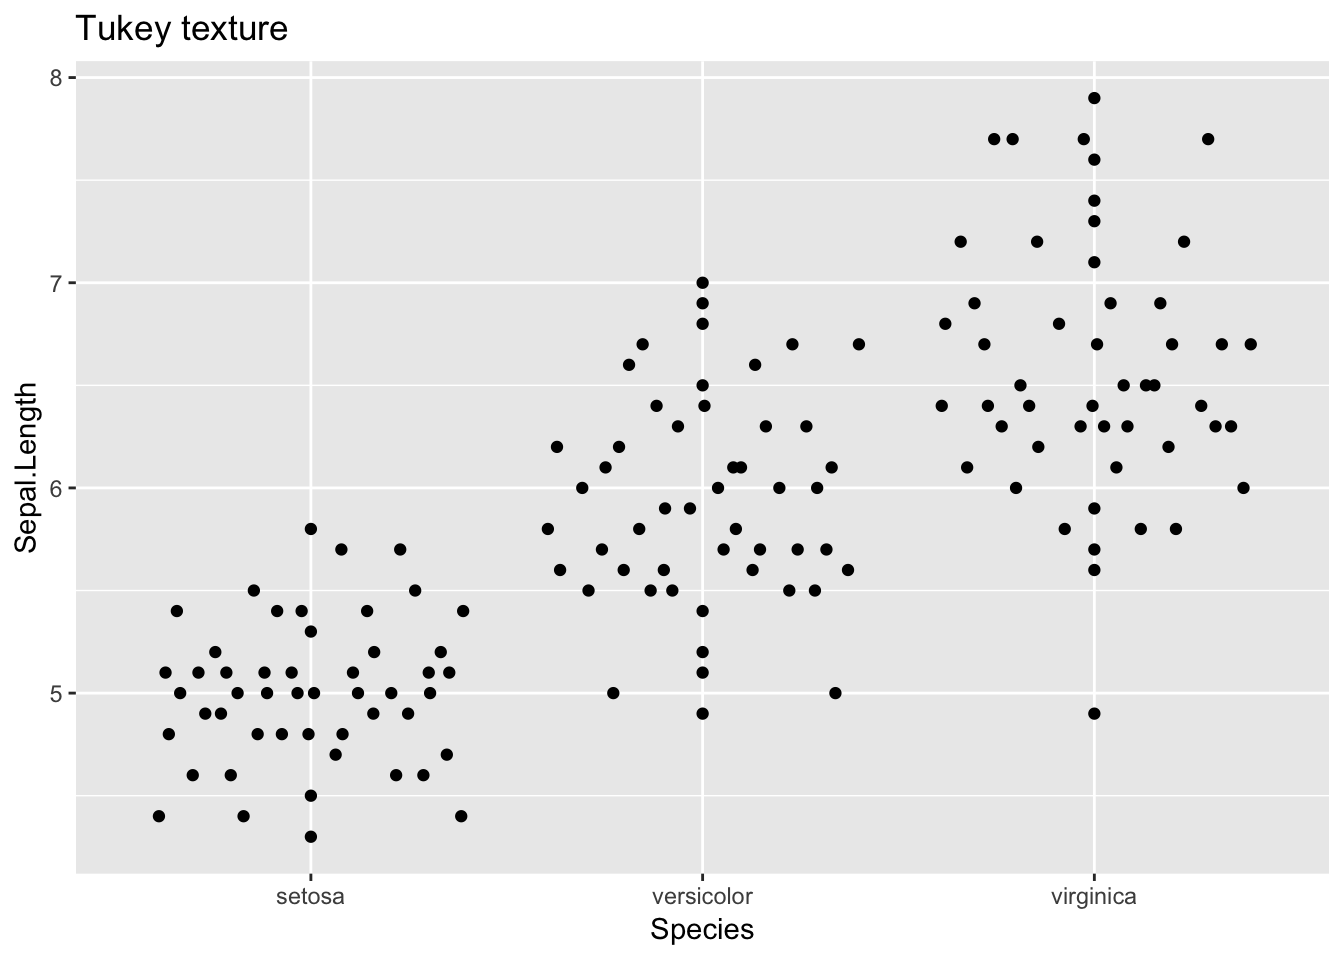 Tukey texture
8
7
6
5
Sepal.Length
setosa
versicolor
virginica
Species